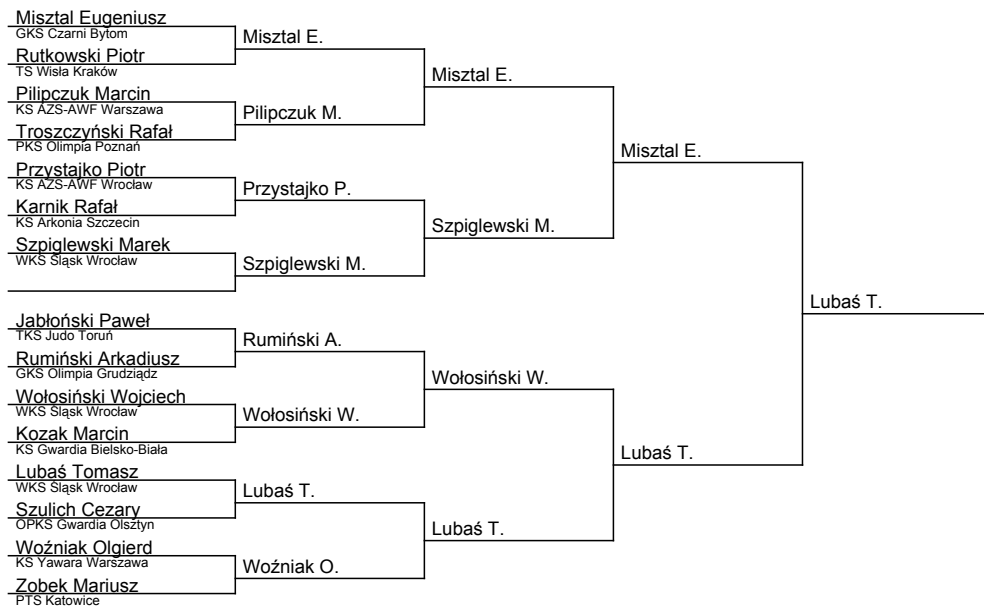 Misztal Eugeniusz
GKS Czarni Bytom
Rutkowski Piotr
TS Wisła Kraków
Pilipczuk Marcin
KS AZS-AWF Warszawa
Troszczyński Rafał
PKS Olimpia Poznań
Przystajko Piotr
KS AZS-AWF Wrocław
Karnik Rafał
KS Arkonia Szczecin
Szpiglewski Marek
WKS Śląsk Wrocław
Jabłoński Paweł
TKS Judo Toruń
Rumiński Arkadiusz
GKS Olimpia Grudziądz
Wołosiński Wojciech
WKS Śląsk Wrocław
Kozak Marcin
KS Gwardia Bielsko-Biała
Lubaś Tomasz
WKS Śląsk Wrocław
Szulich Cezary
OPKS Gwardia Olsztyn
Woźniak Olgierd
KS Yawara Warszawa
Zobek Mariusz
PTS Katowice
Misztal E.
Pilipczuk M.
Przystajko P.
Szpiglewski M.
Rumiński A.
Wołosiński W.
Lubaś T.
Woźniak O.
Misztal E.
Szpiglewski M.
Wołosiński W.
Lubaś T.
Misztal E.
Lubaś T.
Lubaś T.